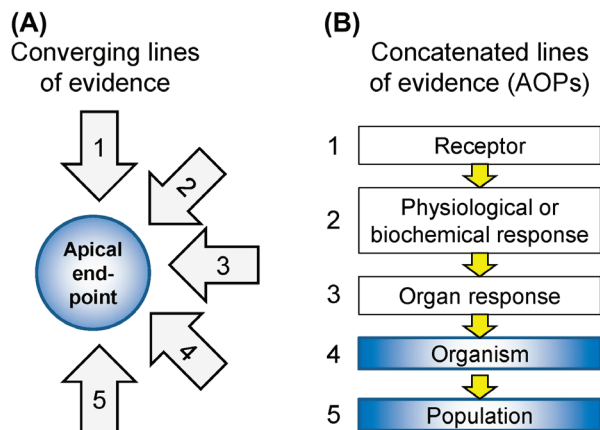 (A)
Converging lines
of evidence
1
2
3
4
5
Apical
end-
point
(B)
Concatenated lines
of evidence (AOPs)
1 Receptor
2 Physiological or
biochemical response
3 Organ response
4 Organism
5 Population